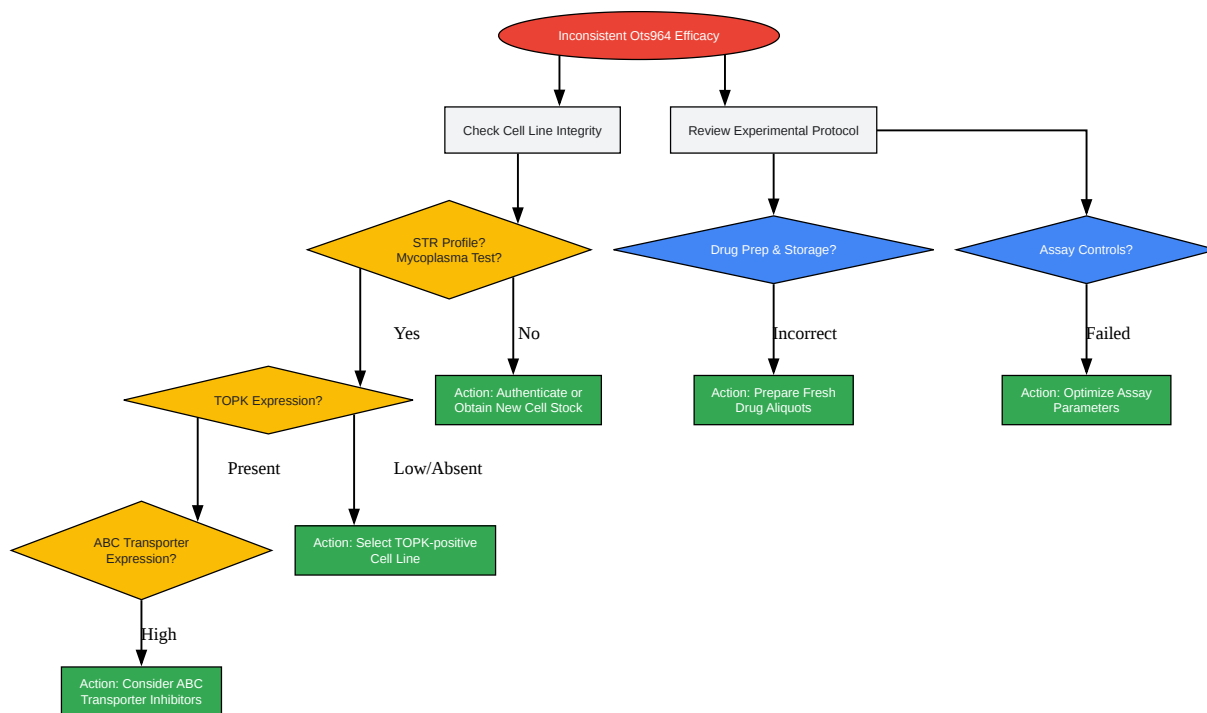 Inconsistent Ots964 Efficacy
Check Cell Line Integrity
Review Experimental Protocol
STR Profile?
Mycoplasma Test?
Drug Prep & Storage?
Assay Controls?
Yes
No
Incorrect
Failed
TOPK Expression?
Action: Authenticate or
Obtain New Cell Stock
Action: Prepare Fresh
Drug Aliquots
Action: Optimize Assay
Parameters
Present
Low/Absent
ABC Transporter
Expression?
Action: Select TOPK-positive
Cell Line
High
Action: Consider ABC
Transporter Inhibitors